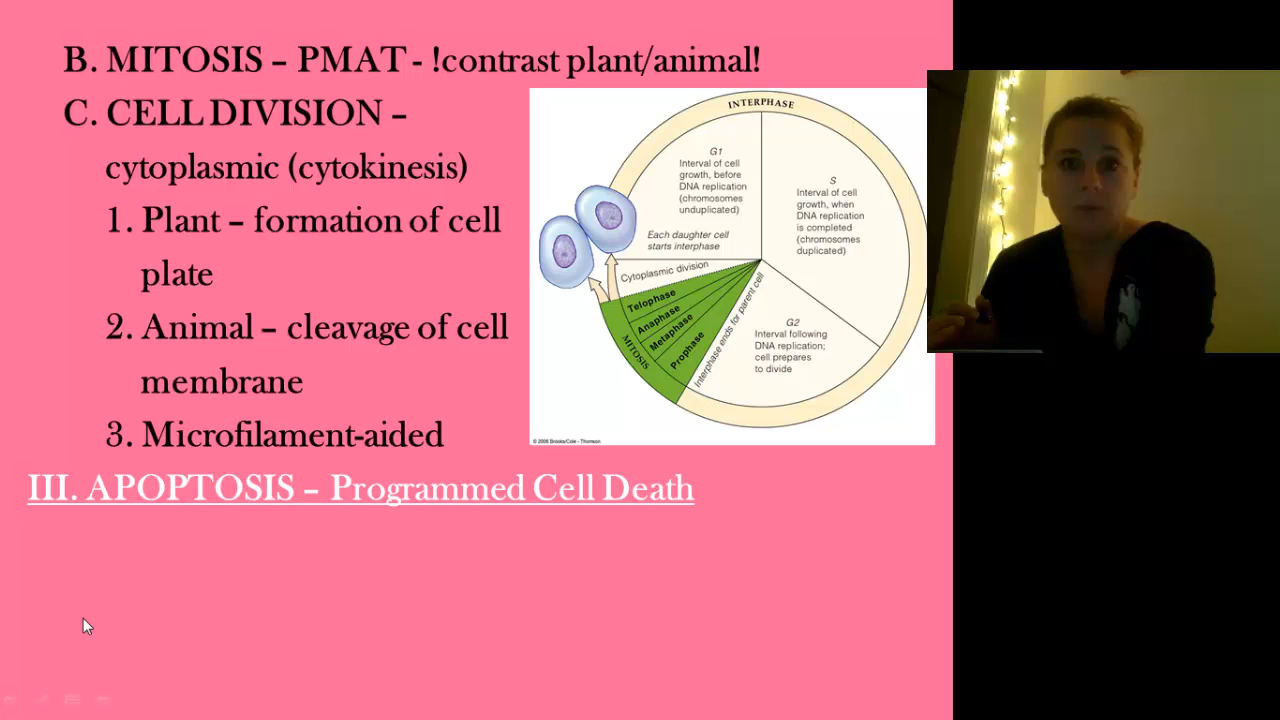 B. MITOSIS – PMAT - !contrast plant/animal!
C. CELL DIVISION –
cytoplasmic (cytokinesis)
1. Plant – formation of cell
plate
2. Animal – cleavage of cell
membrane
3. Microfilament-aided
III. APOPTOSIS – Programmed Cell Death
INTERPHASE
G1
Interval of cell
growth, before
DNA replication
(chromosomes
unduplicated)
S
Interval of cell
growth, when
DNA replication
is completed
(chromosomes
duplicated)
Each daughter cell
starts interphase
Cytoplasmic division
Telophase
Anaphase
Metaphase
Prophase
MITOSIS
Interphase ends for parent cell
G2
Interval following
DNA replication;
cell prepares
to divide
© 2006 Brooks/Cole - Thomson